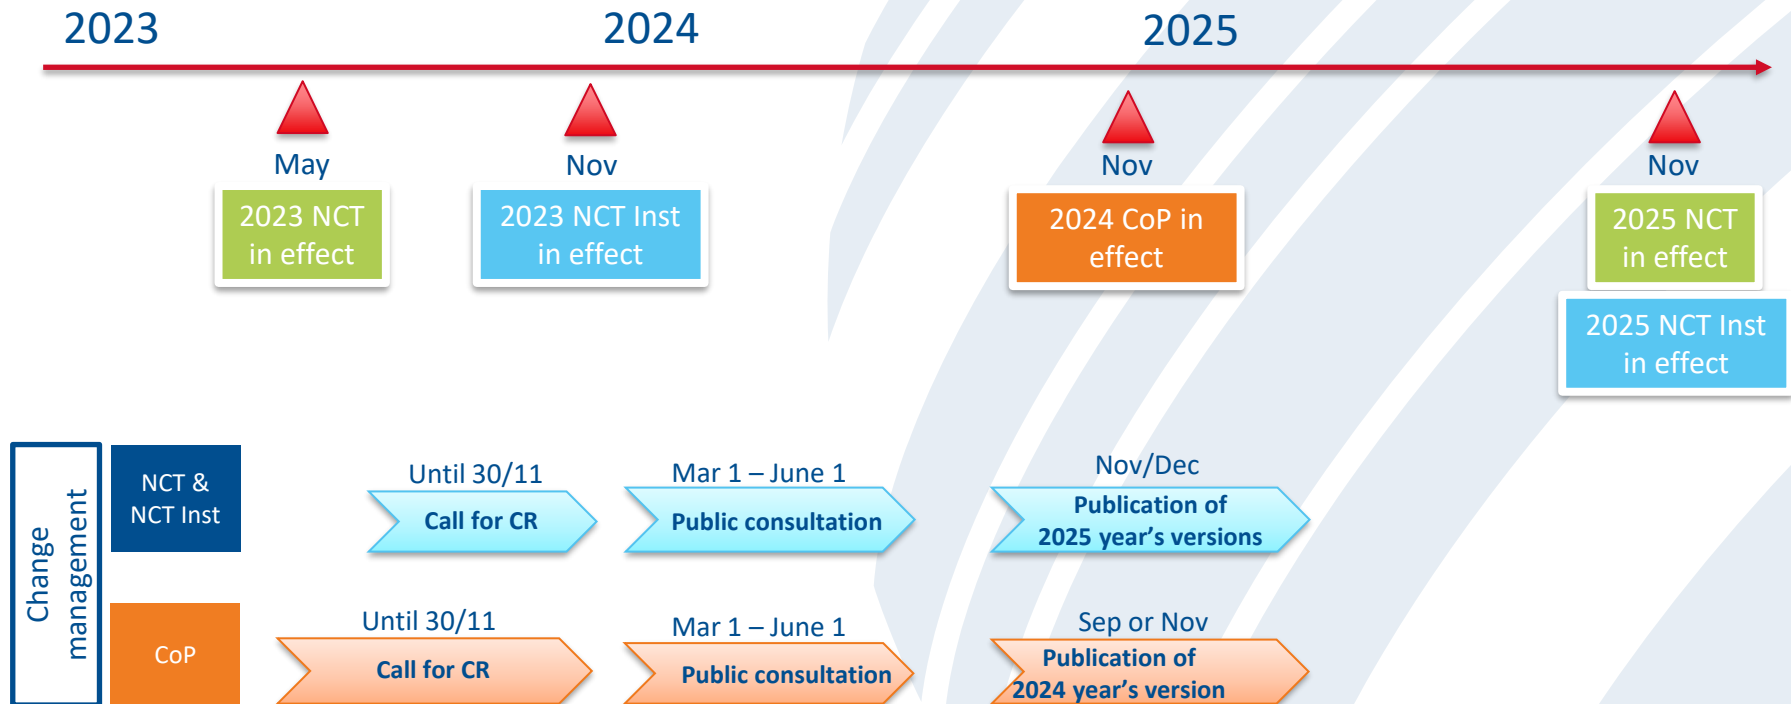 2023
2024
2025
May
Nov
Nov
Nov
2023 NCT
in effect
2023 NCT Inst
in effect
2024 CoP in
effect
2025 NCT
in effect
2025 NCT Inst
in effect
Change
management
NCT &
NCT Inst
Until 30/11
Call for CR
Mar 1 – June 1
Public consultation
Nov/Dec
Publication of
2025 year’s versions
CoP
Until 30/11
Call for CR
Mar 1 – June 1
Public consultation
Sep or Nov
Publication of
2024 year’s version